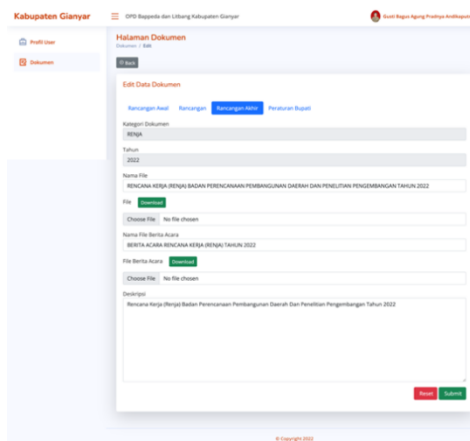 Kabupaten Gianyar
OPD Bappeda dan Litbang Kabupaten Gianyar
Gusti Bagus Agung Pradnya Andikaputra
Profil User
Dokumen
Halaman Dokumen
Dokumen / Edit
Back
Edit Data Dokumen
Rancangan Awal Rancangan Rancangan Akhir Peraturan Bupati
Kategori Dokumen
RENJA
Tahun
2022
Nama File
RENCANA KERJA (RENJA) BADAN PERENCANAAN PEMBANGUNAN DAERAH DAN PENELITIAN PENGEMBANGAN TAHUN 2022
File Download
Choose File No file chosen
Nama File Berita Acara
BERITA ACARA RENCANA KERJA (RENJA) TAHUN 2022
File Berita Acara Download
Choose File No file chosen
Deskripsi
Rencana Kerja (Renja) Badan Perencanaan Pembangunan Daerah Dan Penelitian Pengembangan Tahun 2022
Reset Submit
© Copyright 2022